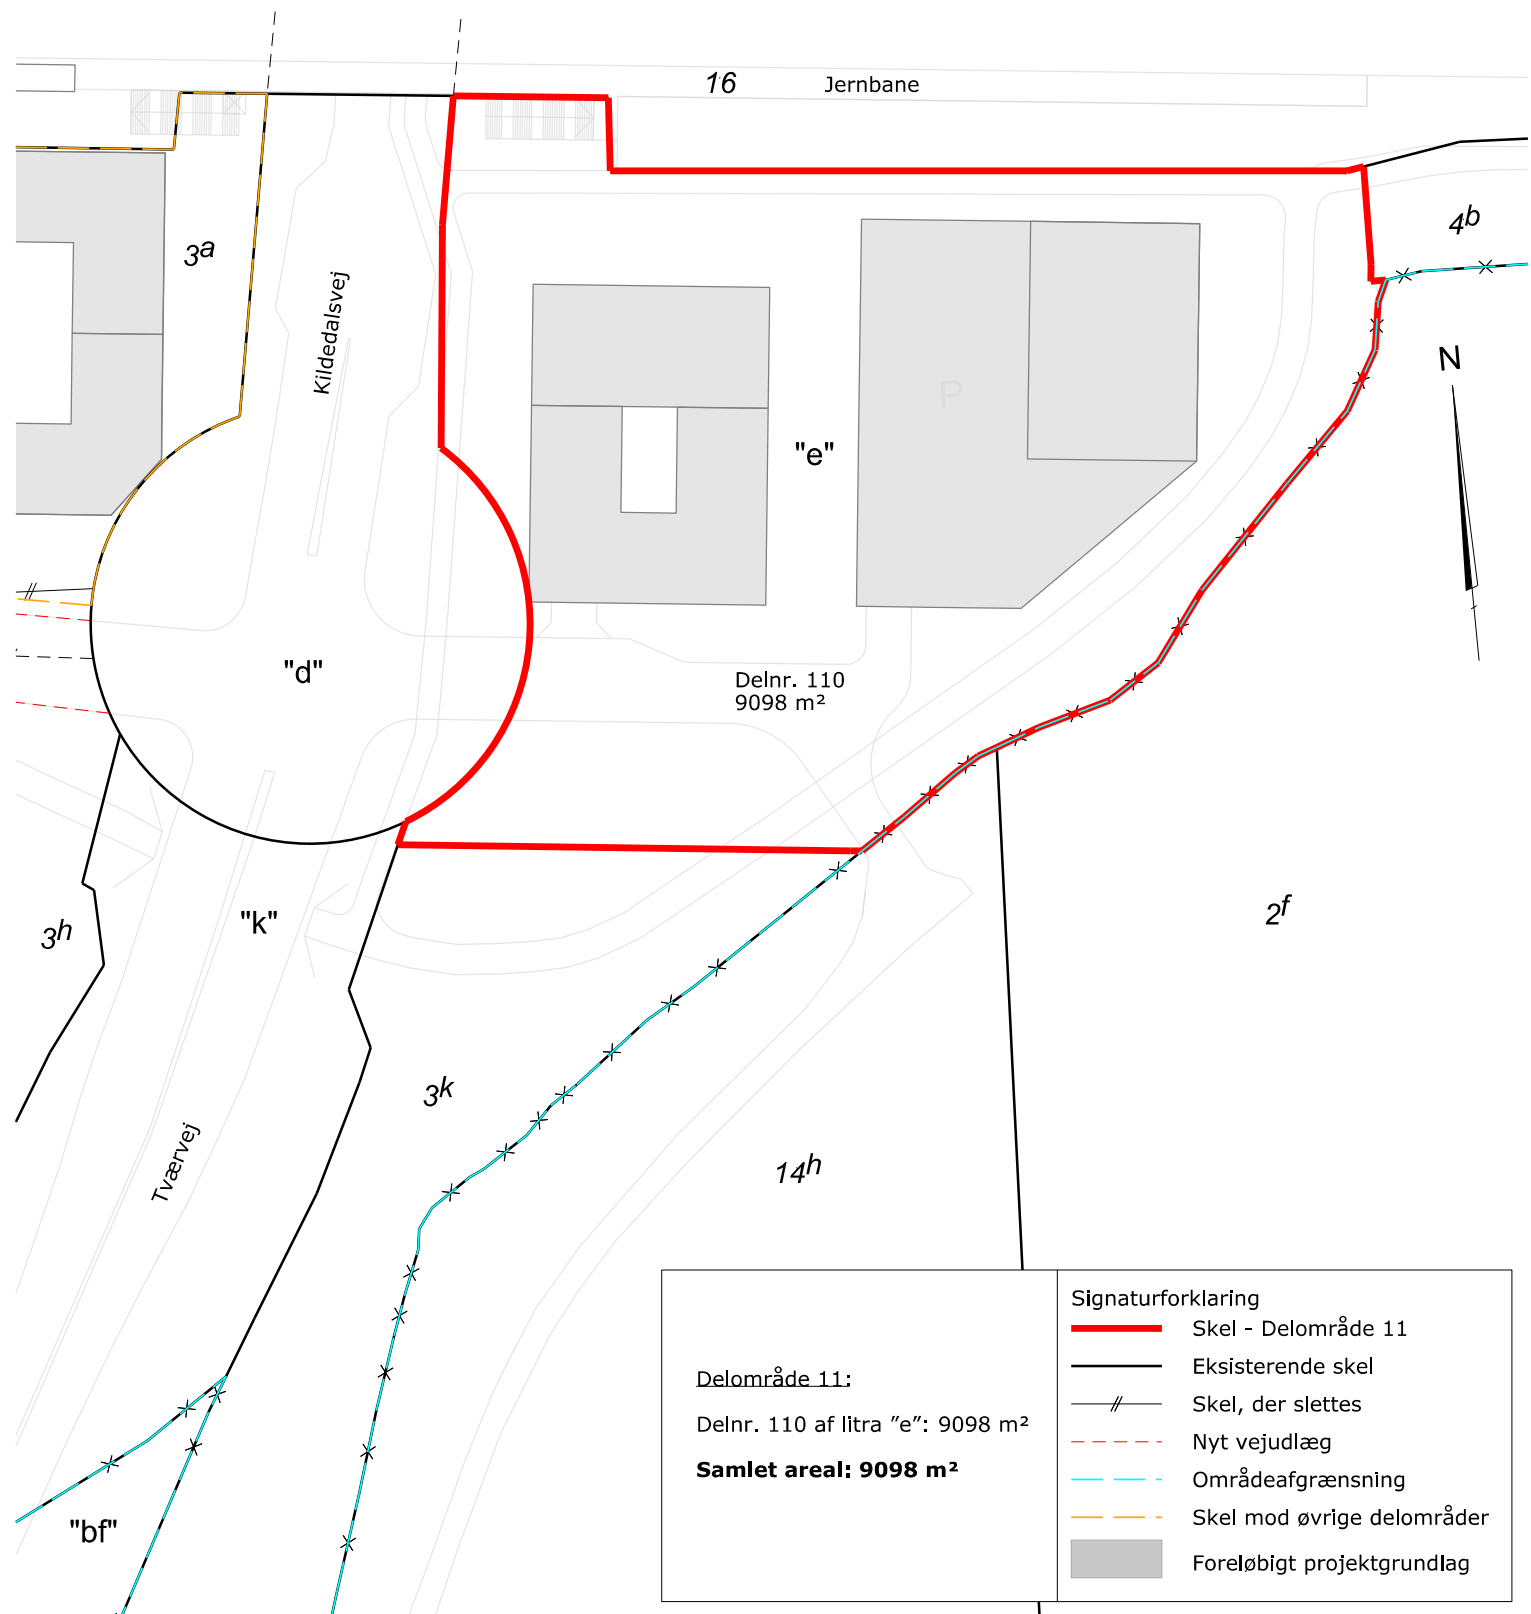 16
Jernbane
3a
4b
Kildedalsvej
N
P
"e"
"d"
Delnr. 110
9098 m²
"k"
3h
2f
3k
Tværvej
14h
"bf"
Delområde 11:
Delnr. 110 af litra ”e”: 9098 m²
Samlet areal: 9098 m²
Signaturforklaring
Skel - Delområde 11
Eksisterende skel
Skel, der slettes
Nyt vejudlæg
Områdeafgrænsning
Skel mod øvrige delområder
Foreløbigt projektgrundlag